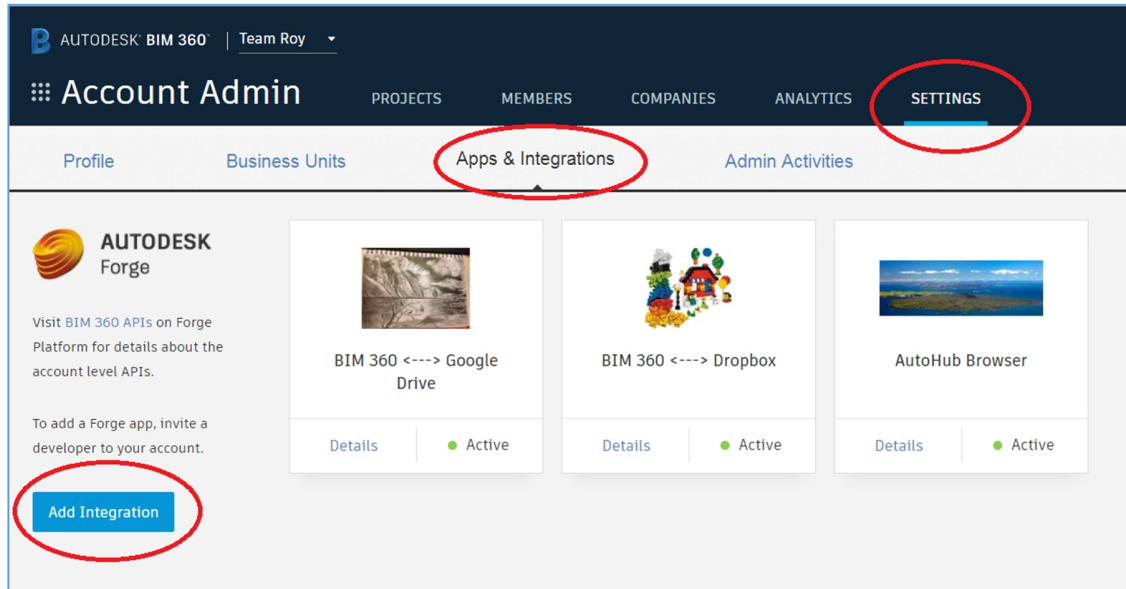 AUTODESK® BIM 360® | Team Roy
Account Admin
PROJECTS MEMBERS COMPANIES ANALYTICS SETTINGS
Profile Business Units Apps & Integrations Admin Activities
AUTODESK
Forge
Visit BIM 360 APIs on Forge
Platform for details about the
account level APIs.
To add a Forge app, invite a
developer to your account.
Add Integration
BIM 360 <---> Google
Drive
Details Active
BIM 360 <---> Dropbox
Details Active
AutoHub Browser
Details Active